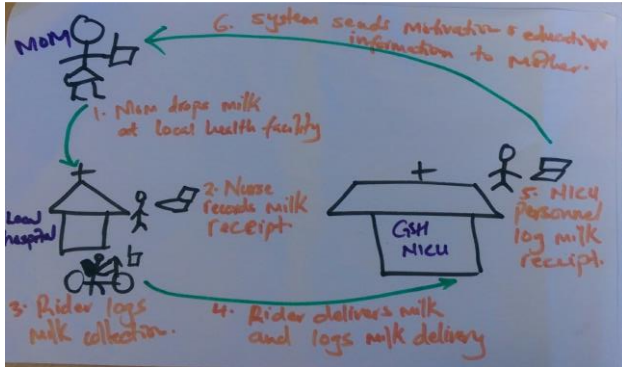 MOM
6. System sends motivation & education
information to mother.
1. Mom drops milk
at local health facility
Local
hospital
2. Nurse
records milk
receipt
GSH
NICU
5. NICU
personnel
log milk
receipt.
3. Rider logs
milk collection.
4. Rider delivers milk
and logs milk delivery